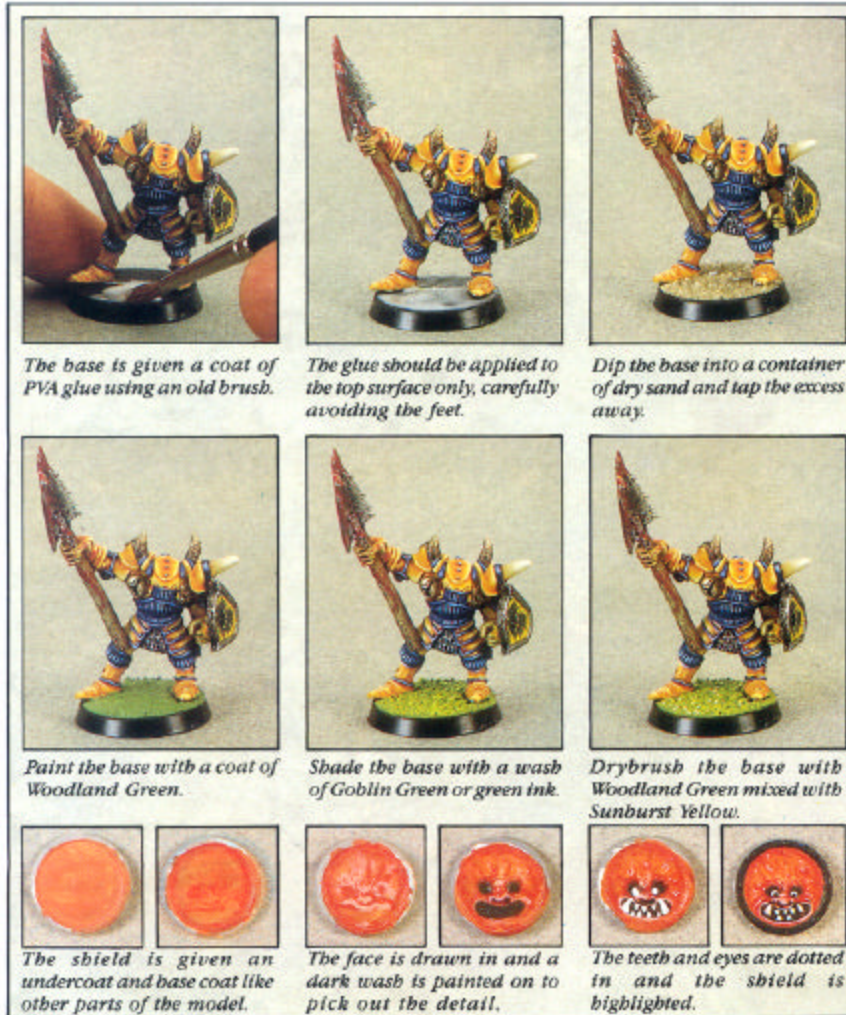 The base is given a coat of
PVA glue using an old brush.
The glue should be applied to
the top surface only, carefully
avoiding the feet.
Dip the base into a container
of dry sand and tap the excess
away.
Paint the base with a coat of
Woodland Green.
Shade the base with a wash
of Goblin Green or green ink.
Drybrush the base with
Woodland Green mixed with
Sunburst Yellow.
The shield is given an
undercoat and base coat like
other parts of the model.
The face is drawn in and a
dark wash is painted on to
pick out the detail.
The teeth and eyes are dotted
in and the shield is
highlighted.